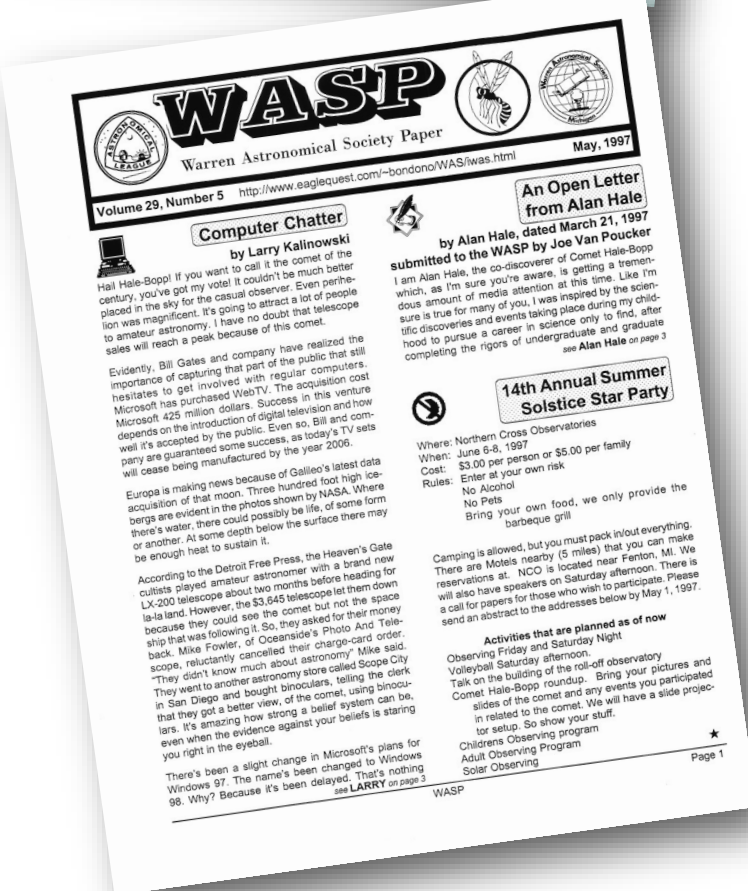 WASP
Warren Astronomical Society Paper
ASTRONOMICAL LEAGUE
Warren Astronomical Society
Michigan
Volume 29, Number 5 http://www.eaglequest.com/~bondono/WAS/iwas.html May, 1997
Computer Chatter
by Larry Kalinowski
Hail Hale-Bopp! If you want to call it the comet of the
century, you've got my vote! It couldn't be much better
placed in the sky for the casual observer. Even perihe-
lion was magnificent. It's going to attract a lot of people
to amateur astronomy. I have no doubt that telescope
sales will reach a peak because of this comet.
Evidently, Bill Gates and company have realized the
importance of capturing that part of the public that still
hesitates to get involved with regular computers.
Microsoft has purchased WebTV. The acquisition cost
Microsoft 425 million dollars. Success in this venture
depends on the introduction of digital television and how
well it's accepted by the public. Even so, Bill and com-
pany are guaranteed some success, as today's TV sets
will cease being manufactured by the year 2006.
Europa is making news because of Galileo's latest data
acquisition of that moon. Three hundred foot high ice-
bergs are evident in the photos shown by NASA. Where
there's water, there could possibly be life, of some form
or another. At some depth below the surface there may
be enough heat to sustain it.
According to the Detroit Free Press, the Heaven's Gate
cultists played amateur astronomer with a brand new
LX-200 telescope about two months before heading for
la-la land. However, the $3,645 telescope let them down
because they could see the comet but not the space
ship that was following it. So, they asked for their money
back. Mike Fowler, of Oceanside's Photo And Tele-
scope, reluctantly cancelled their charge-card order.
"They didn't know much about astronomy" Mike said.
They went to another astronomy store called Scope City
in San Diego and bought binoculars, telling the clerk
that they got a better view, of the comet, using binocu-
lars. It's amazing how strong a belief system can be,
even when the evidence against your beliefs is staring
you right in the eyeball.
There's been a slight change in Microsoft's plans for
Windows 97. The name's been changed to Windows
98. Why? Because it's been delayed. That's nothing
see LARRY on page 3
An Open Letter
from Alan Hale
by Alan Hale, dated March 21, 1997
submitted to the WASP by Joe Van Poucker
I am Alan Hale, the co-discoverer of Comet Hale-Bopp
which, as I'm sure you're aware, is getting a tremen-
dous amount of media attention at this time. Like I'm
sure is true for many of you, I was inspired by the scien-
tific discoveries and events taking place during my child-
hood to pursue a career in science only to find, after
completing the rigors of undergraduate and graduate
see Alan Hale on page 3
14th Annual Summer
Solstice Star Party
Where: Northern Cross Observatories
When: June 6-8, 1997
Cost: $3.00 per person or $5.00 per family
Rules: Enter at your own risk
No Alcohol
No Pets
Bring your own food, we only provide the
barbeque grill
Camping is allowed, but you must pack in/out everything.
There are Motels nearby (5 miles) that you can make
reservations at. NCO is located near Fenton, MI. We
will also have speakers on Saturday afternoon. There is
a call for papers for those who wish to participate. Please
send an abstract to the addresses below by May 1, 1997.
Activities that are planned as of now
Observing Friday and Saturday Night
Volleyball Saturday afternoon.
Talk on the building of the roll-off observatory
Comet Hale-Bopp roundup. Bring your pictures and
slides of the comet and any events you participated
in related to the comet. We will have a slide projec-
tor setup. So show your stuff.
Childrens Observing program
Adult Observing Program
Solar Observing
WASP Page 1